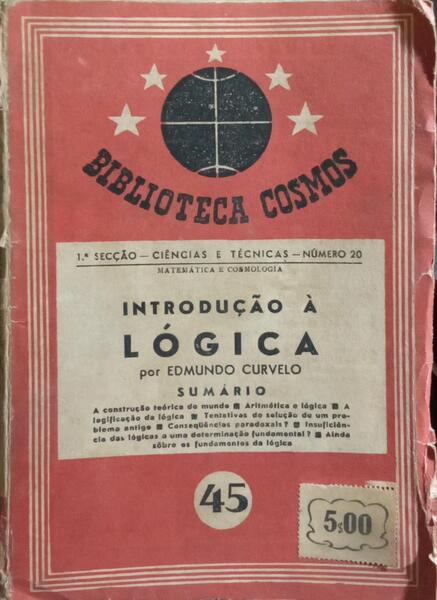 BIBLIOTECA COSMOS
1.ª SECÇÃO — CIÊNCIAS E TÉCNICAS — NÚMERO 20
MATEMÁTICA E COSMOLOGIA
INTRODUÇÃO À
LÓGICA
por EDMUNDO CURVELO
SUMÁRIO
A construção teórica do mundo ■ Aritmética e lógica ■ A
logificação da lógica ■ Tentativas de solução de um pro-
blema antigo ■ Conseqüências paradoxais? ■ Insuficiên-
cia das lógicas a uma determinação fundamental? ■ Ainda
sôbre os fundamentos da lógica
45
5$00